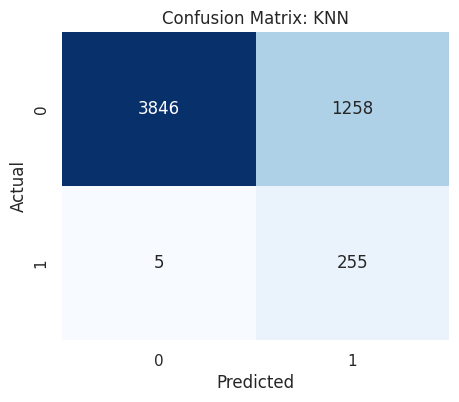 Confusion Matrix: KNN
Actual
0
3846
1258
1
5
255
0
1
Predicted